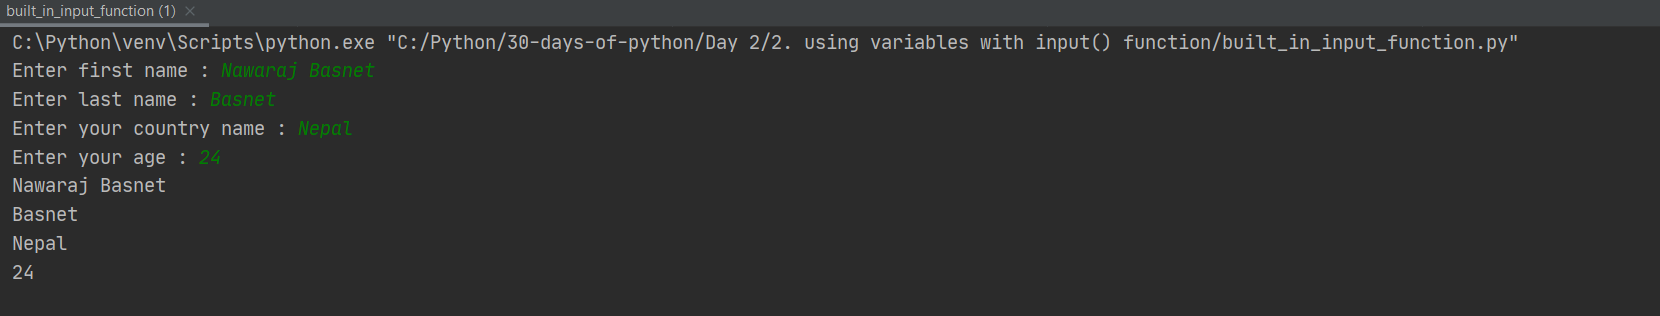 built_in_input_function (1) ×
C:\Python\venv\Scripts\python.exe "C:/Python/30-days-of-python/Day 2/2. using variables with input() function/built_in_input_function.py"
Enter first name : Nawaraj Basnet
Enter last name : Basnet
Enter your country name : Nepal
Enter your age : 24
Nawaraj Basnet
Basnet
Nepal
24